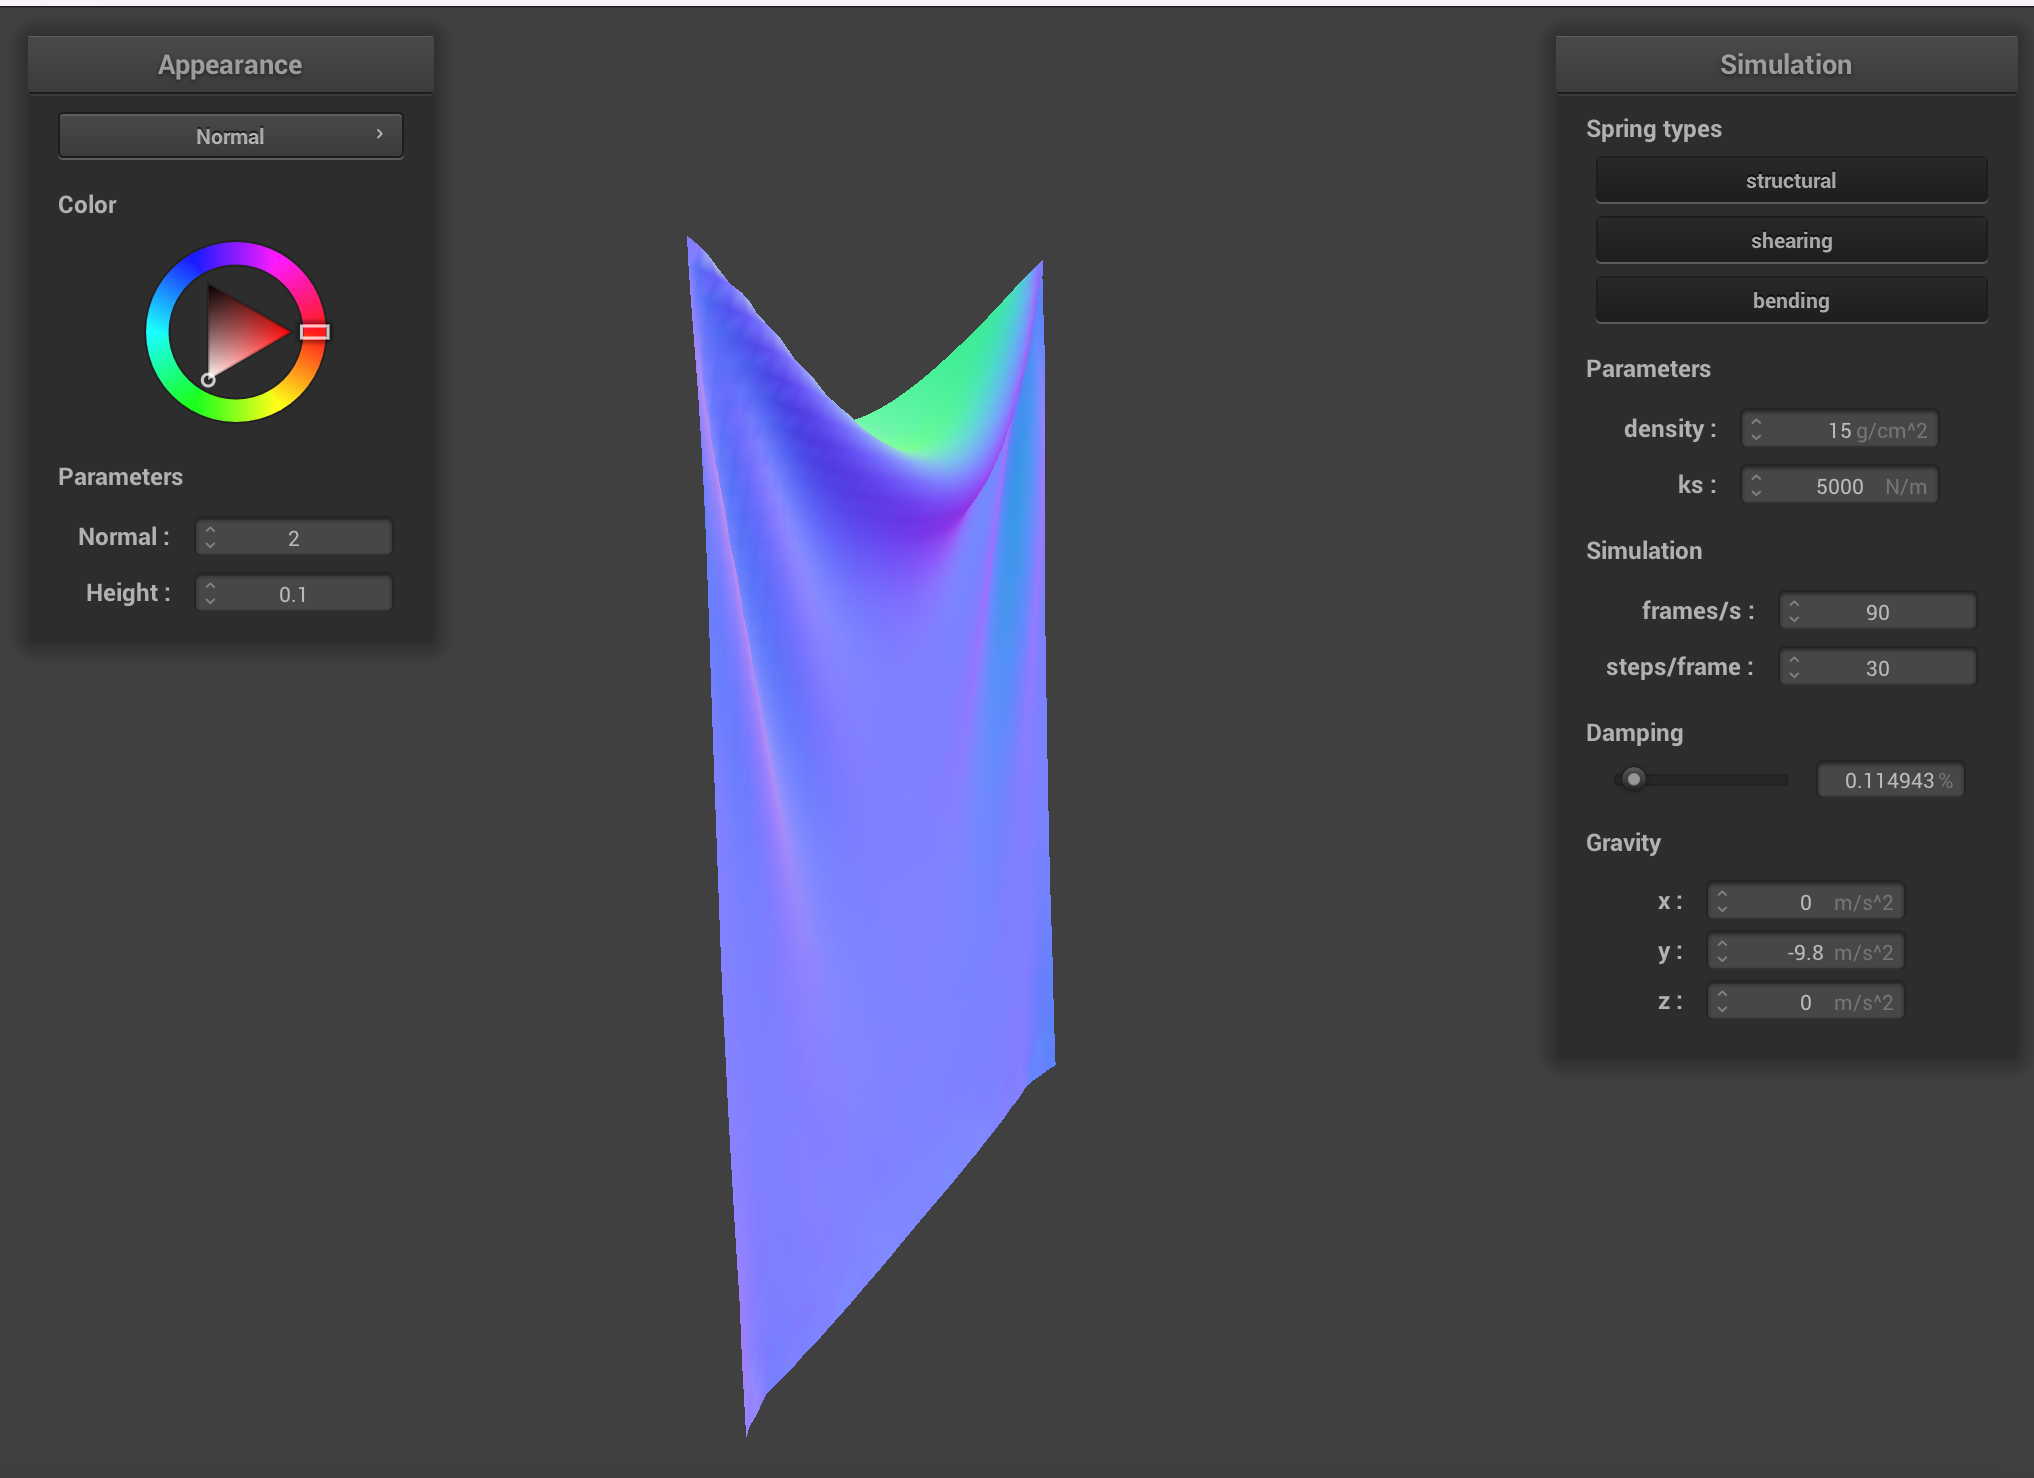 Appearance
Normal
Color
Parameters
Normal :
2
Height :
0.1
Simulation
Spring types
structural
shearing
bending
Parameters
density :
15 g/cm^2
ks :
5000 N/m
Simulation
frames/s :
90
steps/frame :
30
Damping
0.114943 %
Gravity
x :
0 m/s^2
y :
-9.8 m/s^2
z :
0 m/s^2